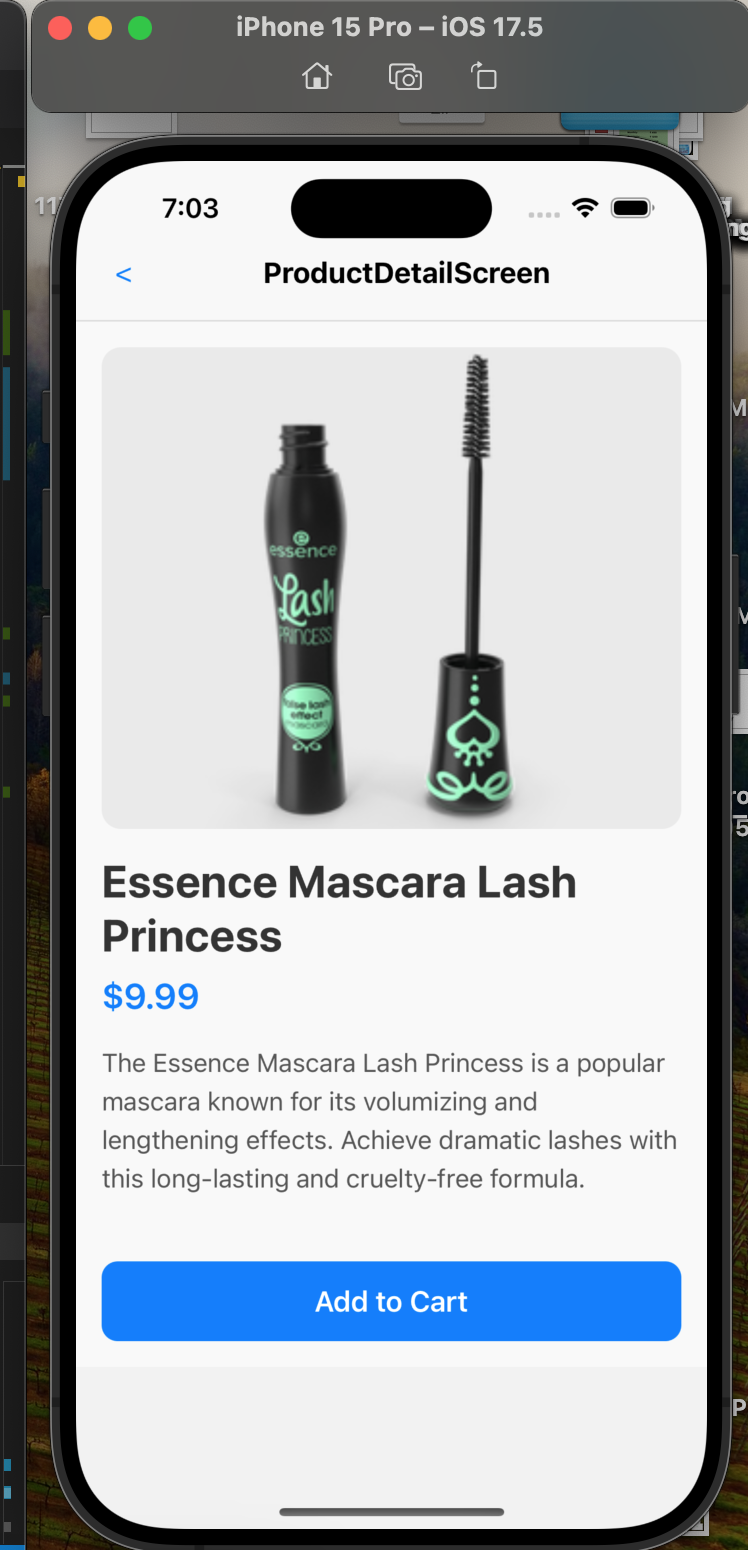 iPhone 15 Pro – iOS 17.5
7:03
<
ProductDetailScreen
essence
Lash
PRINCESS
false lash
effect
mascara
Essence Mascara Lash
Princess
$9.99
The Essence Mascara Lash Princess is a popular
mascara known for its volumizing and
lengthening effects. Achieve dramatic lashes with
this long-lasting and cruelty-free formula.
Add to Cart